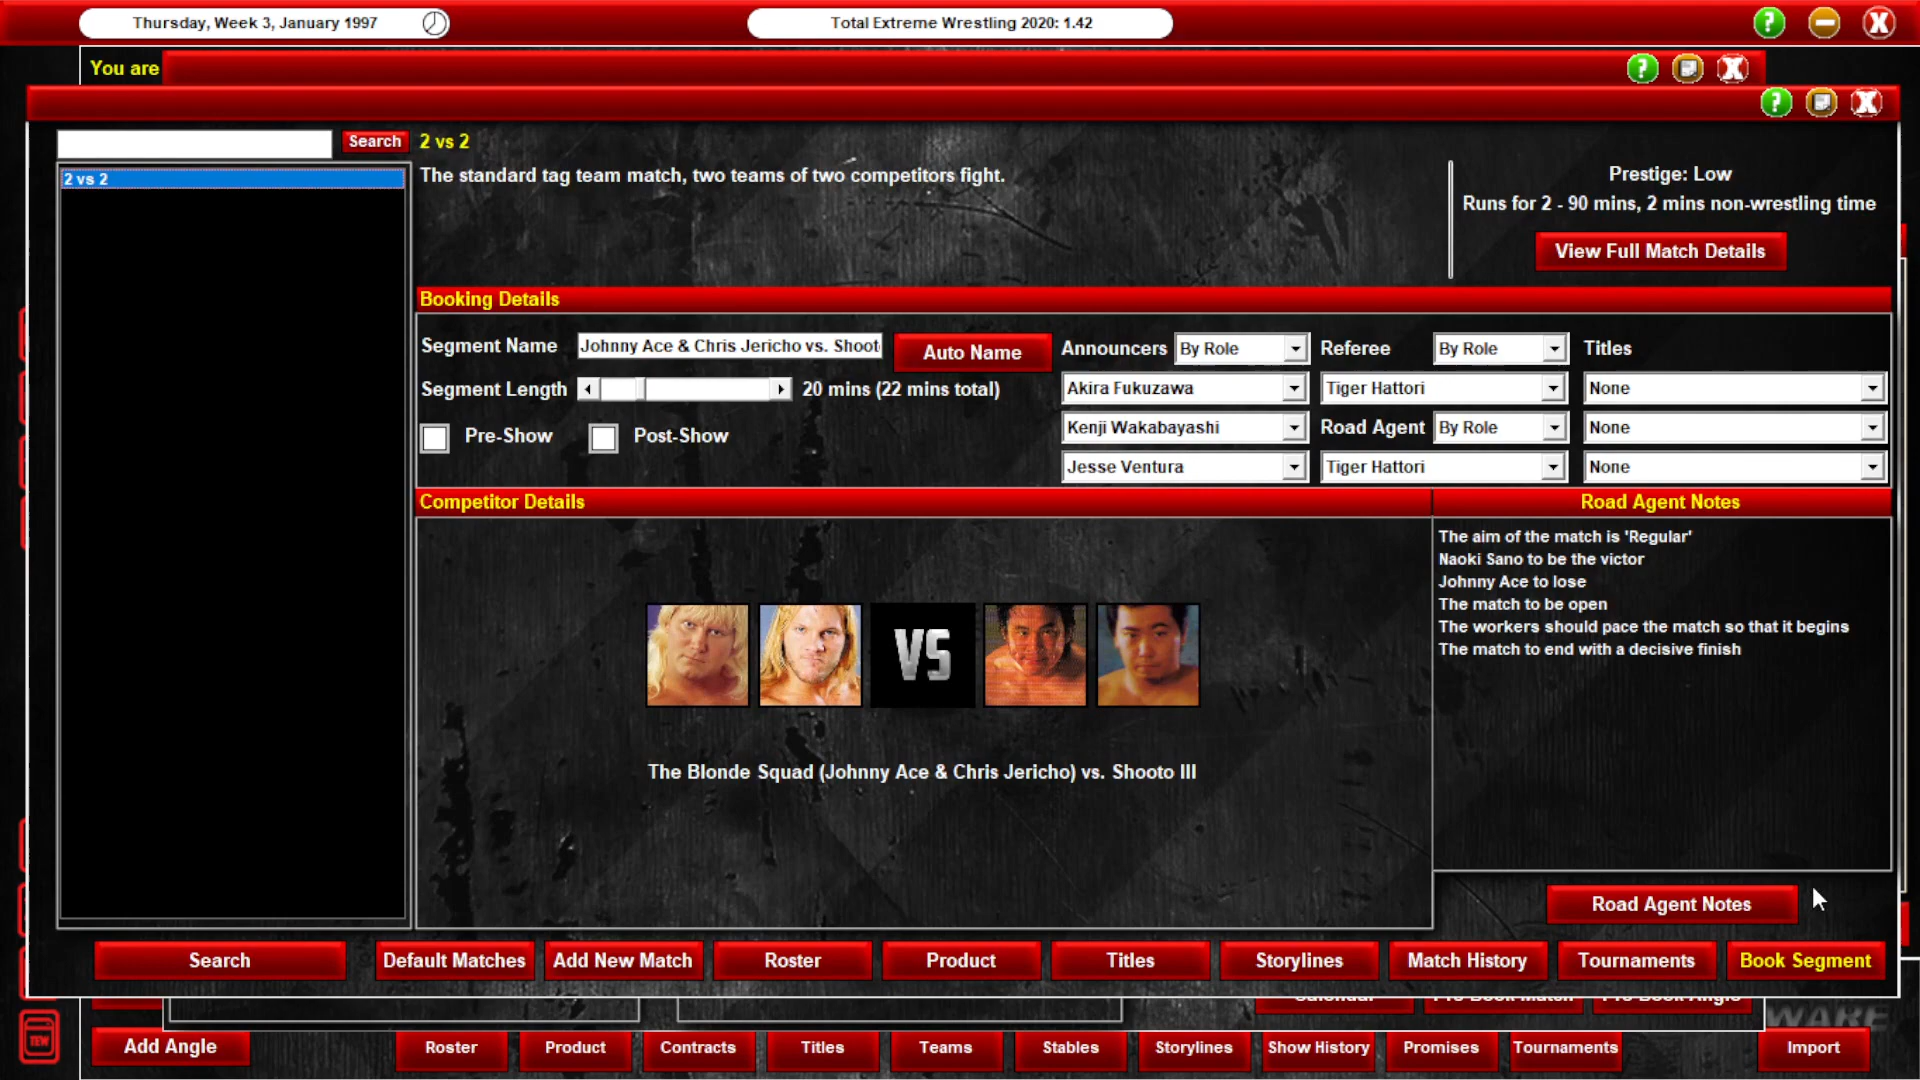 Thursday, Week 3, January 1997
Total Extreme Wrestling 2020: 1.42
You are
Search
2 vs 2
2 vs 2
The standard tag team match, two teams of two competitors fight.
Prestige: Low
Runs for 2 - 90 mins, 2 mins non-wrestling time
View Full Match Details
Booking Details
Segment Name
Johnny Ace & Chris Jericho vs. Shoot
Auto Name
Announcers
By Role
Referee
By Role
Titles
Segment Length
20 mins (22 mins total)
Akira Fukuzawa
Tiger Hattori
None
Pre-Show
Post-Show
Kenji Wakabayashi
Road Agent
By Role
None
Jesse Ventura
Tiger Hattori
None
Competitor Details
Road Agent Notes
The aim of the match is 'Regular'
Naoki Sano to be the victor
Johnny Ace to lose
The match to be open
The workers should pace the match so that it begins
The match to end with a decisive finish
VS
The Blonde Squad (Johnny Ace & Chris Jericho) vs. Shooto III
Road Agent Notes
Search
Default Matches
Add New Match
Roster
Product
Titles
Storylines
Match History
Tournaments
Book Segment
Calendar
Pre Book Match
Pre Book Angle
WARE
TEW
Add Angle
Roster
Product
Contracts
Titles
Teams
Stables
Storylines
Show History
Promises
Tournaments
Import